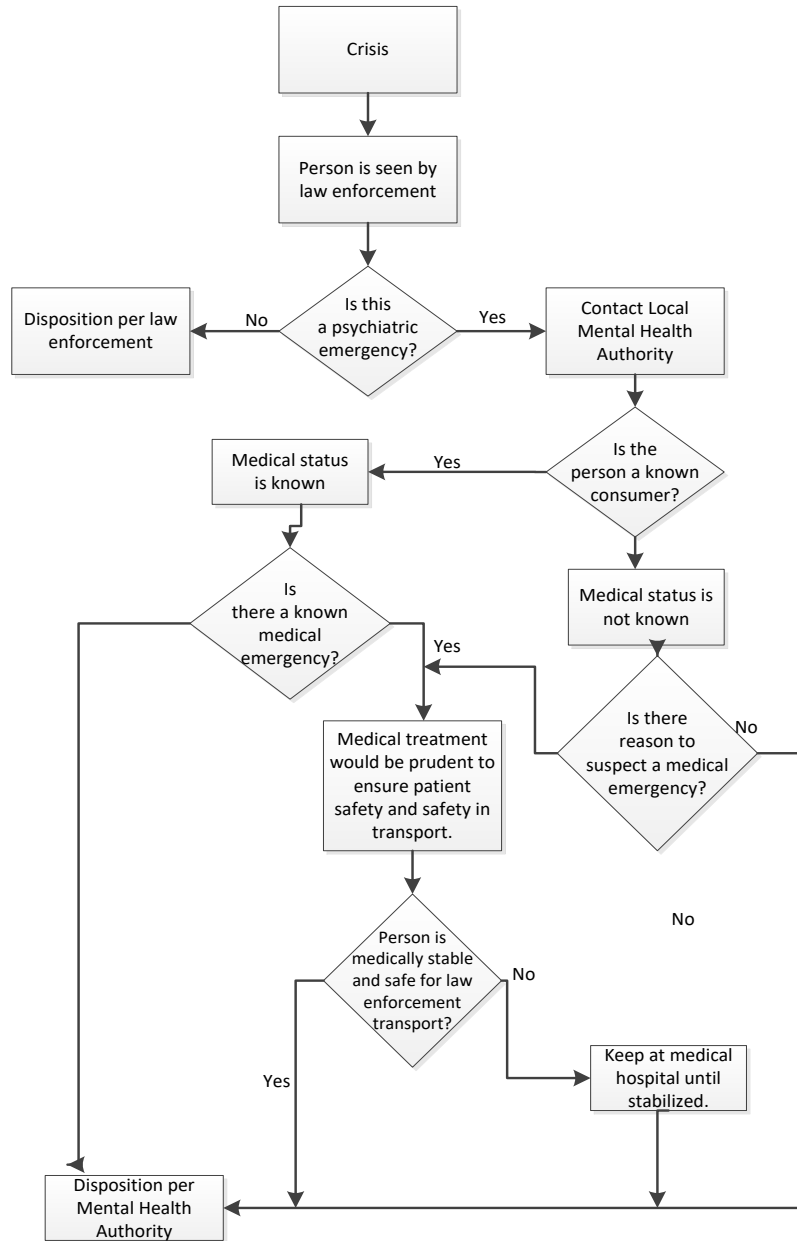 Crisis
Person is seen by
law enforcement
Is this
a psychiatric
emergency?
No
Yes
Disposition per law
enforcement
Contact Local
Mental Health
Authority
Is the
person a known
consumer?
Yes
Medical status
is known
Medical status is
not known
Is
there a known
medical
emergency?
Yes
Is there
reason to
suspect a medical
emergency?
No
Medical treatment
would be prudent to
ensure patient
safety and safety in
transport.
No
Person is
medically stable
and safe for law
enforcement
transport?
No
Yes
Keep at medical
hospital until
stabilized.
Disposition per
Mental Health
Authority